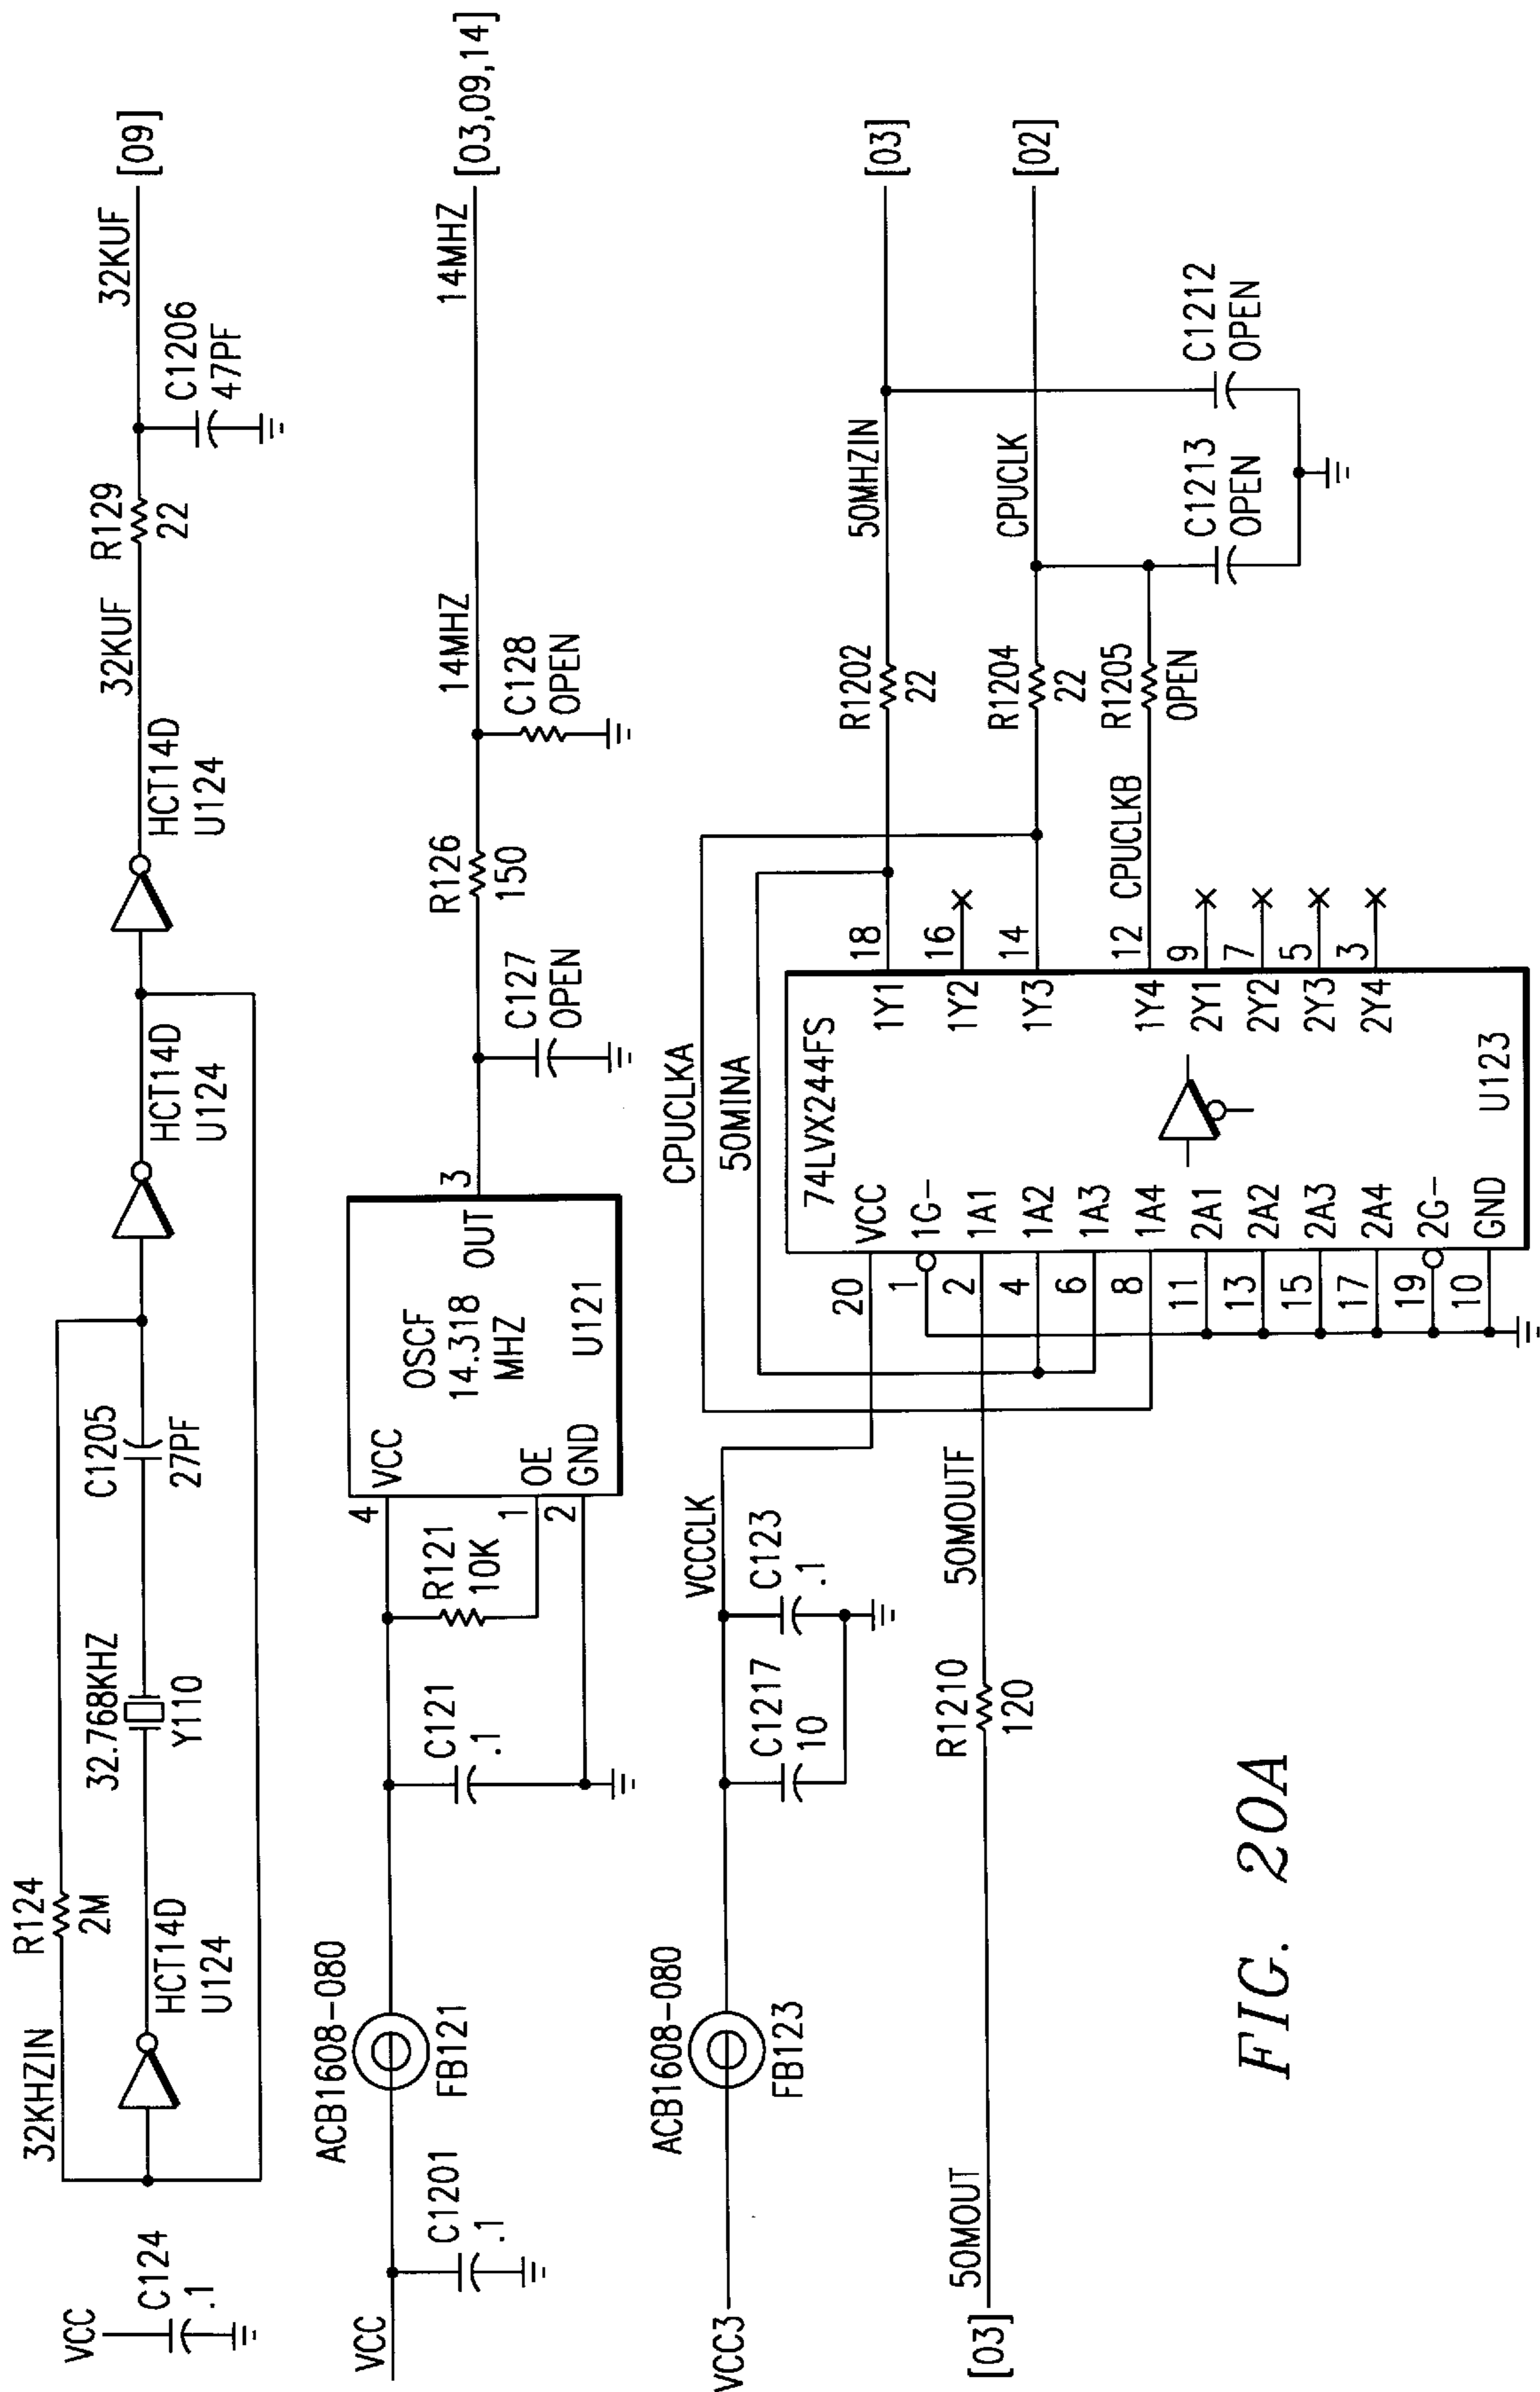 VCC
C124
.1
32KHZIN
R124
2M
HCT14D
U124
32.768KHZ
Y110
C1205
27PF
HCT14D
U124
HCT14D
U124
32KUF
R129
22
C1206
47PF
32KUF
[09]
VCC
C1201
.1
ACB1608-080
FB121
C121
.1
R121
10K
4
1
2
VCC
OE
GND
OSCF
14.318
MHZ
OUT
U121
3
C127
OPEN
R126
150
14MHZ
C128
OPEN
14MHZ
[03,09,14]
VCC3
ACB1608-080
FB123
C1217
10
C123
.1
VCCCLK
CPUCLKA
50MINA
[03]
50MOUT
R1210
120
50MOUTF
20
1
2
4
6
8
11
13
15
17
19
10
74LVX244FS
VCC
1G-
1A1
1A2
1A3
1A4
2A1
2A2
2A3
2A4
2G-
GND
1Y1
1Y2
1Y3
1Y4
2Y1
2Y2
2Y3
2Y4
U123
18
16
14
12
9
7
5
3
CPUCLKB
R1202
22
R1204
22
R1205
OPEN
50MHZIN
CPUCLK
C1213
OPEN
C1212
OPEN
[03]
[02]
FIG. 20A